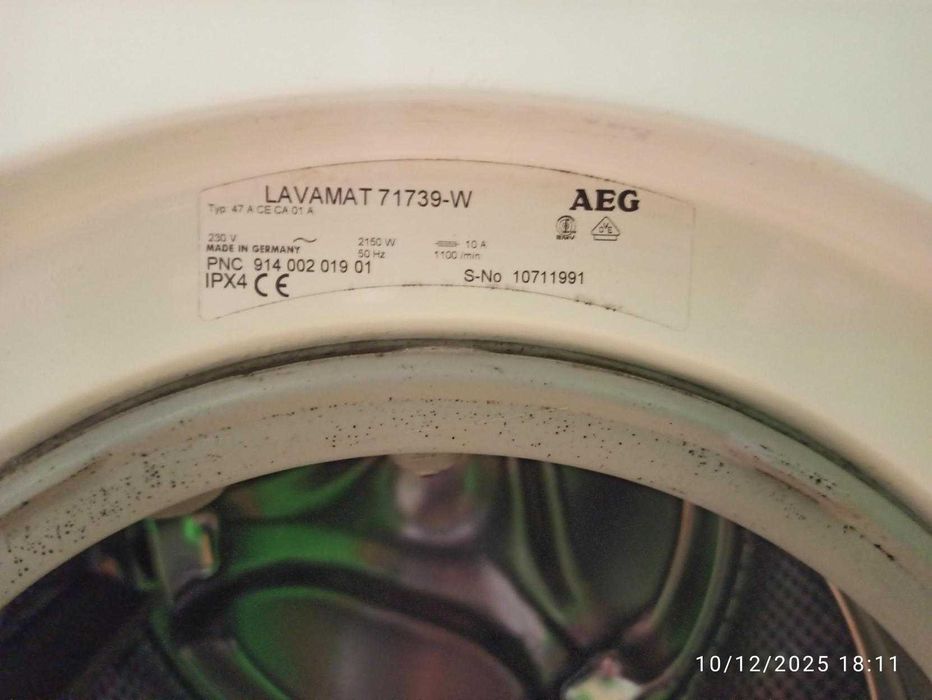 LAVAMAT 71739-W
AEG
Typ. 47 A CE CA 01 A
230 V ~ 2150 W 10 A
MADE IN GERMANY 50 Hz 1100 /min
PNC 914 002 019 01
S-No 10711991
IPX4 CE
10/12/2025 18:11